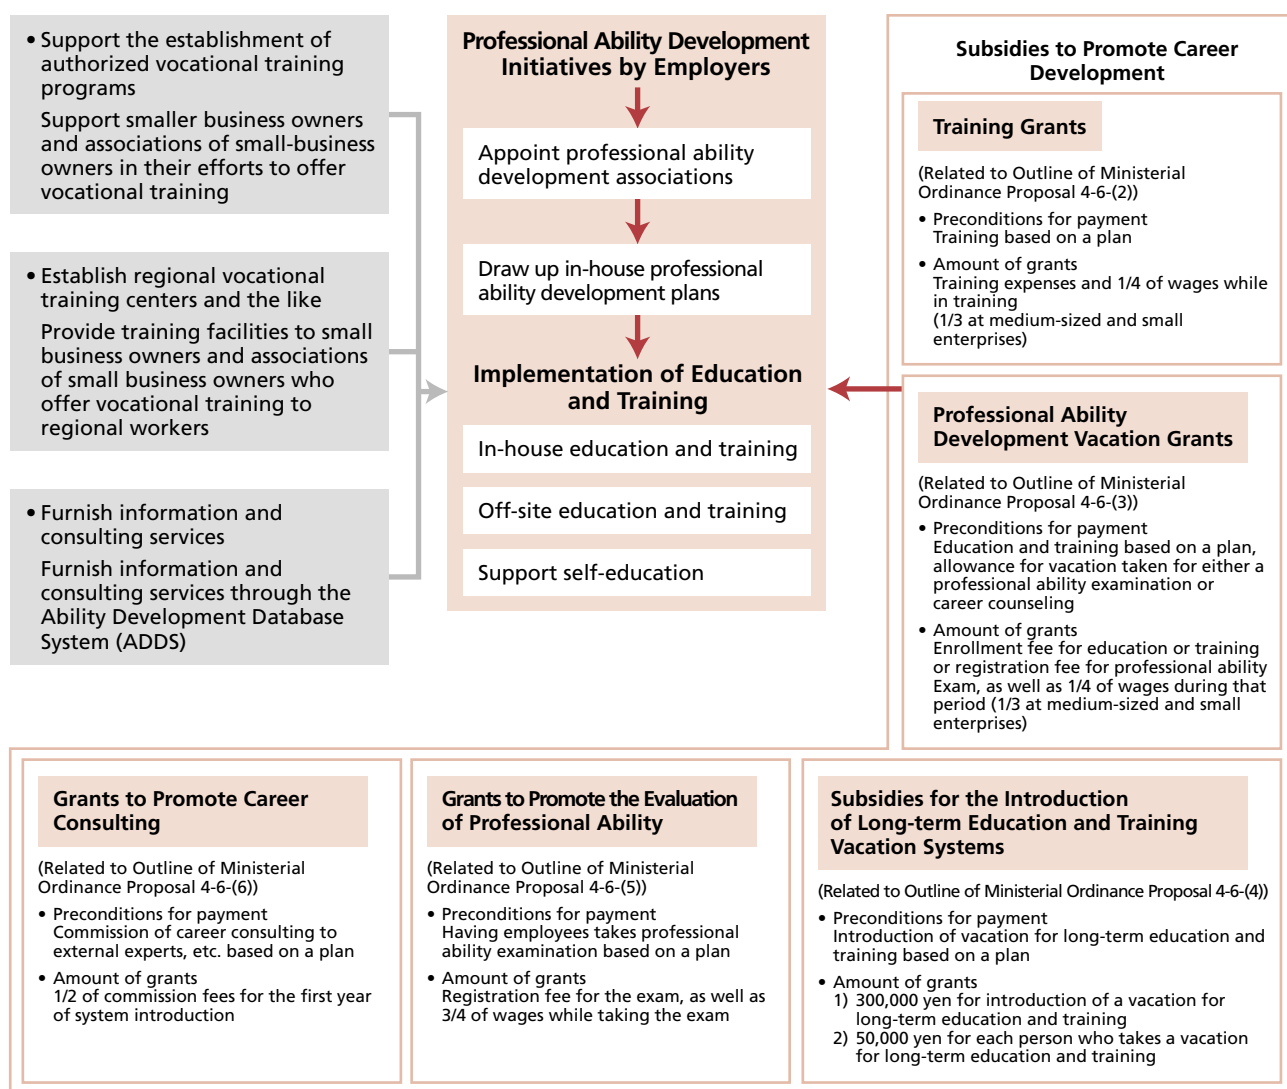 • Support the establishment of
authorized vocational training
programs
Support smaller business owners
and associations of small-business
owners in their efforts to offer
vocational training
• Establish regional vocational
training centers and the like
Provide training facilities to small
business owners and associations
of small business owners who
offer vocational training to
regional workers
• Furnish information and
consulting services
Furnish information and
consulting services through the
Ability Development Database
System (ADDS)
Professional Ability Development
Initiatives by Employers
Appoint professional ability
development associations
Draw up in-house professional
ability development plans
Implementation of Education
and Training
In-house education and training
Off-site education and training
Support self-education
Subsidies to Promote Career
Development
Training Grants
(Related to Outline of Ministerial
Ordinance Proposal 4-6-(2))
• Preconditions for payment
Training based on a plan
• Amount of grants
Training expenses and 1/4 of wages while
in training
(1/3 at medium-sized and small
enterprises)
Professional Ability
Development Vacation Grants
(Related to Outline of Ministerial
Ordinance Proposal 4-6-(3))
• Preconditions for payment
Education and training based on a plan,
allowance for vacation taken for either a
professional ability examination or
career counseling
• Amount of grants
Enrollment fee for education or training
or registration fee for professional ability
Exam, as well as 1/4 of wages during that
period (1/3 at medium-sized and small
enterprises)
Grants to Promote Career
Consulting
(Related to Outline of Ministerial
Ordinance Proposal 4-6-(6))
• Preconditions for payment
Commission of career consulting to
external experts, etc. based on a plan
• Amount of grants
1/2 of commission fees for the first year
of system introduction
Grants to Promote the Evaluation
of Professional Ability
(Related to Outline of Ministerial
Ordinance Proposal 4-6-(5))
• Preconditions for payment
Having employees takes professional
ability examination based on a plan
• Amount of grants
Registration fee for the exam, as well as
3/4 of wages while taking the exam
Subsidies for the Introduction
of Long-term Education and Training
Vacation Systems
(Related to Outline of Ministerial Ordinance Proposal 4-6-(4))
• Preconditions for payment
Introduction of vacation for long-term education and
training based on a plan
• Amount of grants
1) 300,000 yen for introduction of a vacation for
long-term education and training
2) 50,000 yen for each person who takes a vacation
for long-term education and training